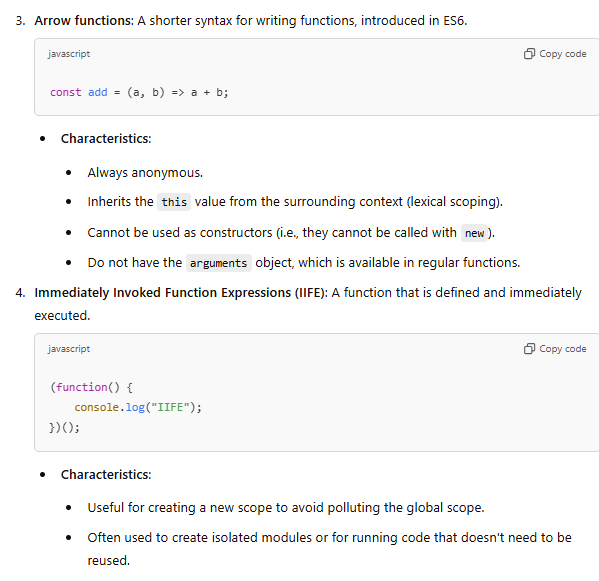 3. Arrow functions: A shorter syntax for writing functions, introduced in ES6.
javascript Copy code
const add = (a, b) => a + b;
• Characteristics:
• Always anonymous.
• Inherits the this value from the surrounding context (lexical scoping).
• Cannot be used as constructors (i.e., they cannot be called with new ).
• Do not have the arguments object, which is available in regular functions.
4. Immediately Invoked Function Expressions (IIFE): A function that is defined and immediately
executed.
javascript Copy code
(function() {
    console.log("IIFE");
})();
• Characteristics:
• Useful for creating a new scope to avoid polluting the global scope.
• Often used to create isolated modules or for running code that doesn't need to be
reused.